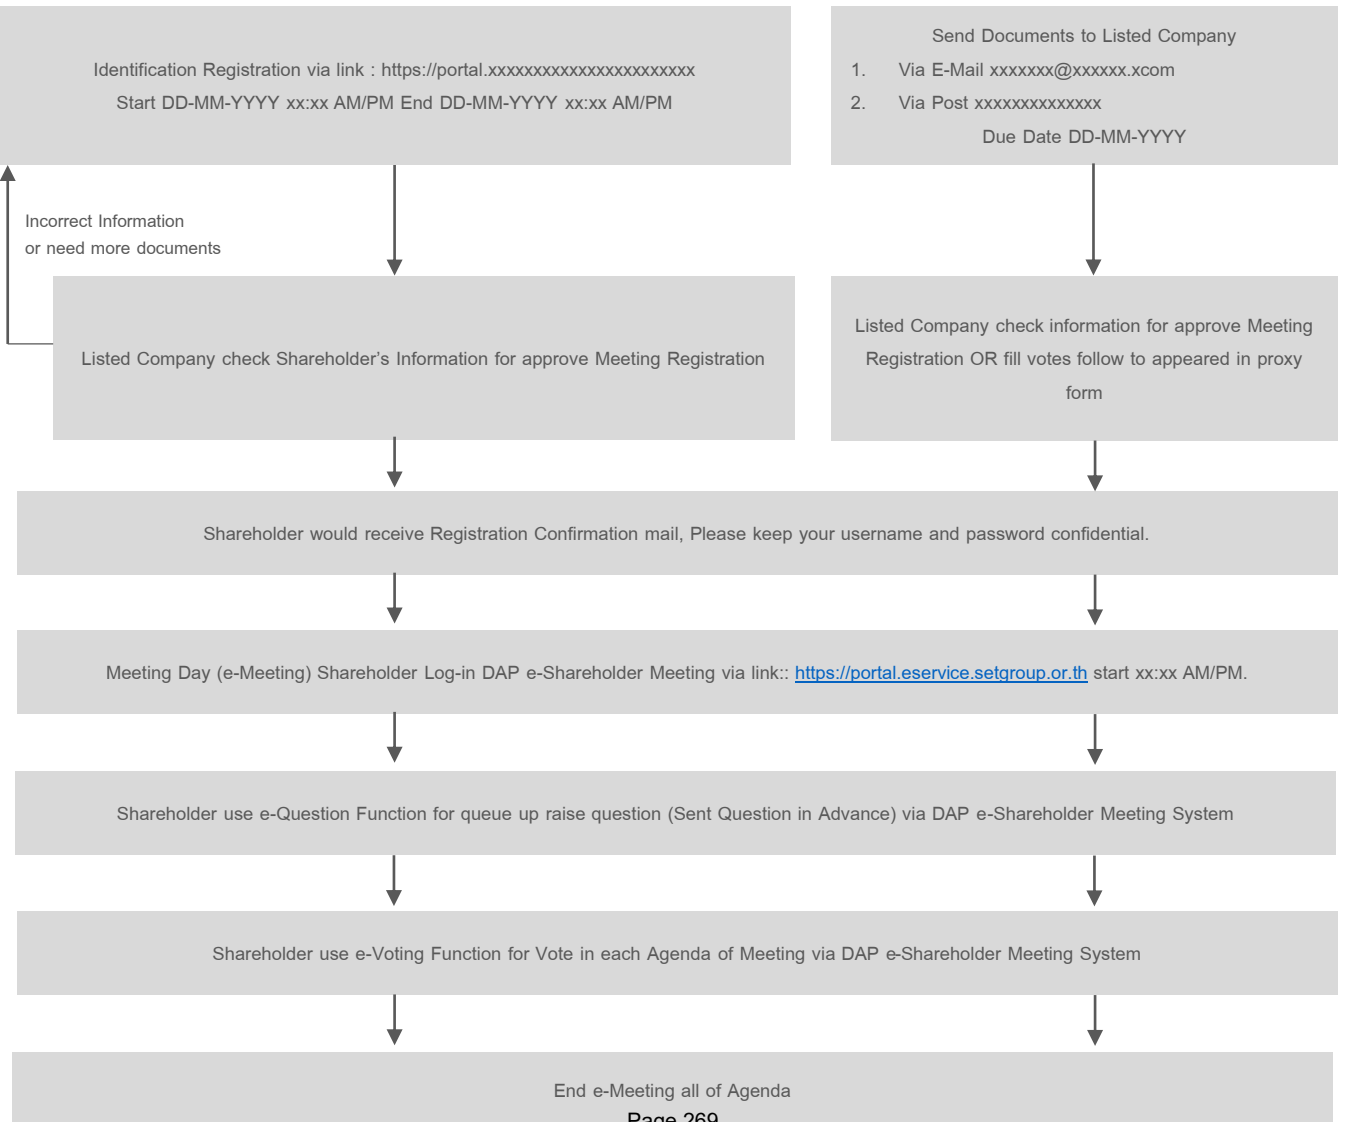 Identification Registration via link : https://portal.xxxxxxxxxxxxxxxxxxxxxxx
Start DD-MM-YYYY xx:xx AM/PM End DD-MM-YYYY xx:xx AM/PM
Send Documents to Listed Company
1. Via E-Mail xxxxxxx@xxxxxx.xcom
2. Via Post xxxxxxxxxxxxxx
Due Date DD-MM-YYYY
Incorrect Information
or need more documents
Listed Company check Shareholder’s Information for approve Meeting Registration
Listed Company check information for approve Meeting
Registration OR fill votes follow to appeared in proxy
form
Shareholder would receive Registration Confirmation mail, Please keep your username and password confidential.
Meeting Day (e-Meeting) Shareholder Log-in DAP e-Shareholder Meeting via link:: https://portal.eservice.setgroup.or.th start xx:xx AM/PM.
Shareholder use e-Question Function for queue up raise question (Sent Question in Advance) via DAP e-Shareholder Meeting System
Shareholder use e-Voting Function for Vote in each Agenda of Meeting via DAP e-Shareholder Meeting System
End e-Meeting all of Agenda
Page 269